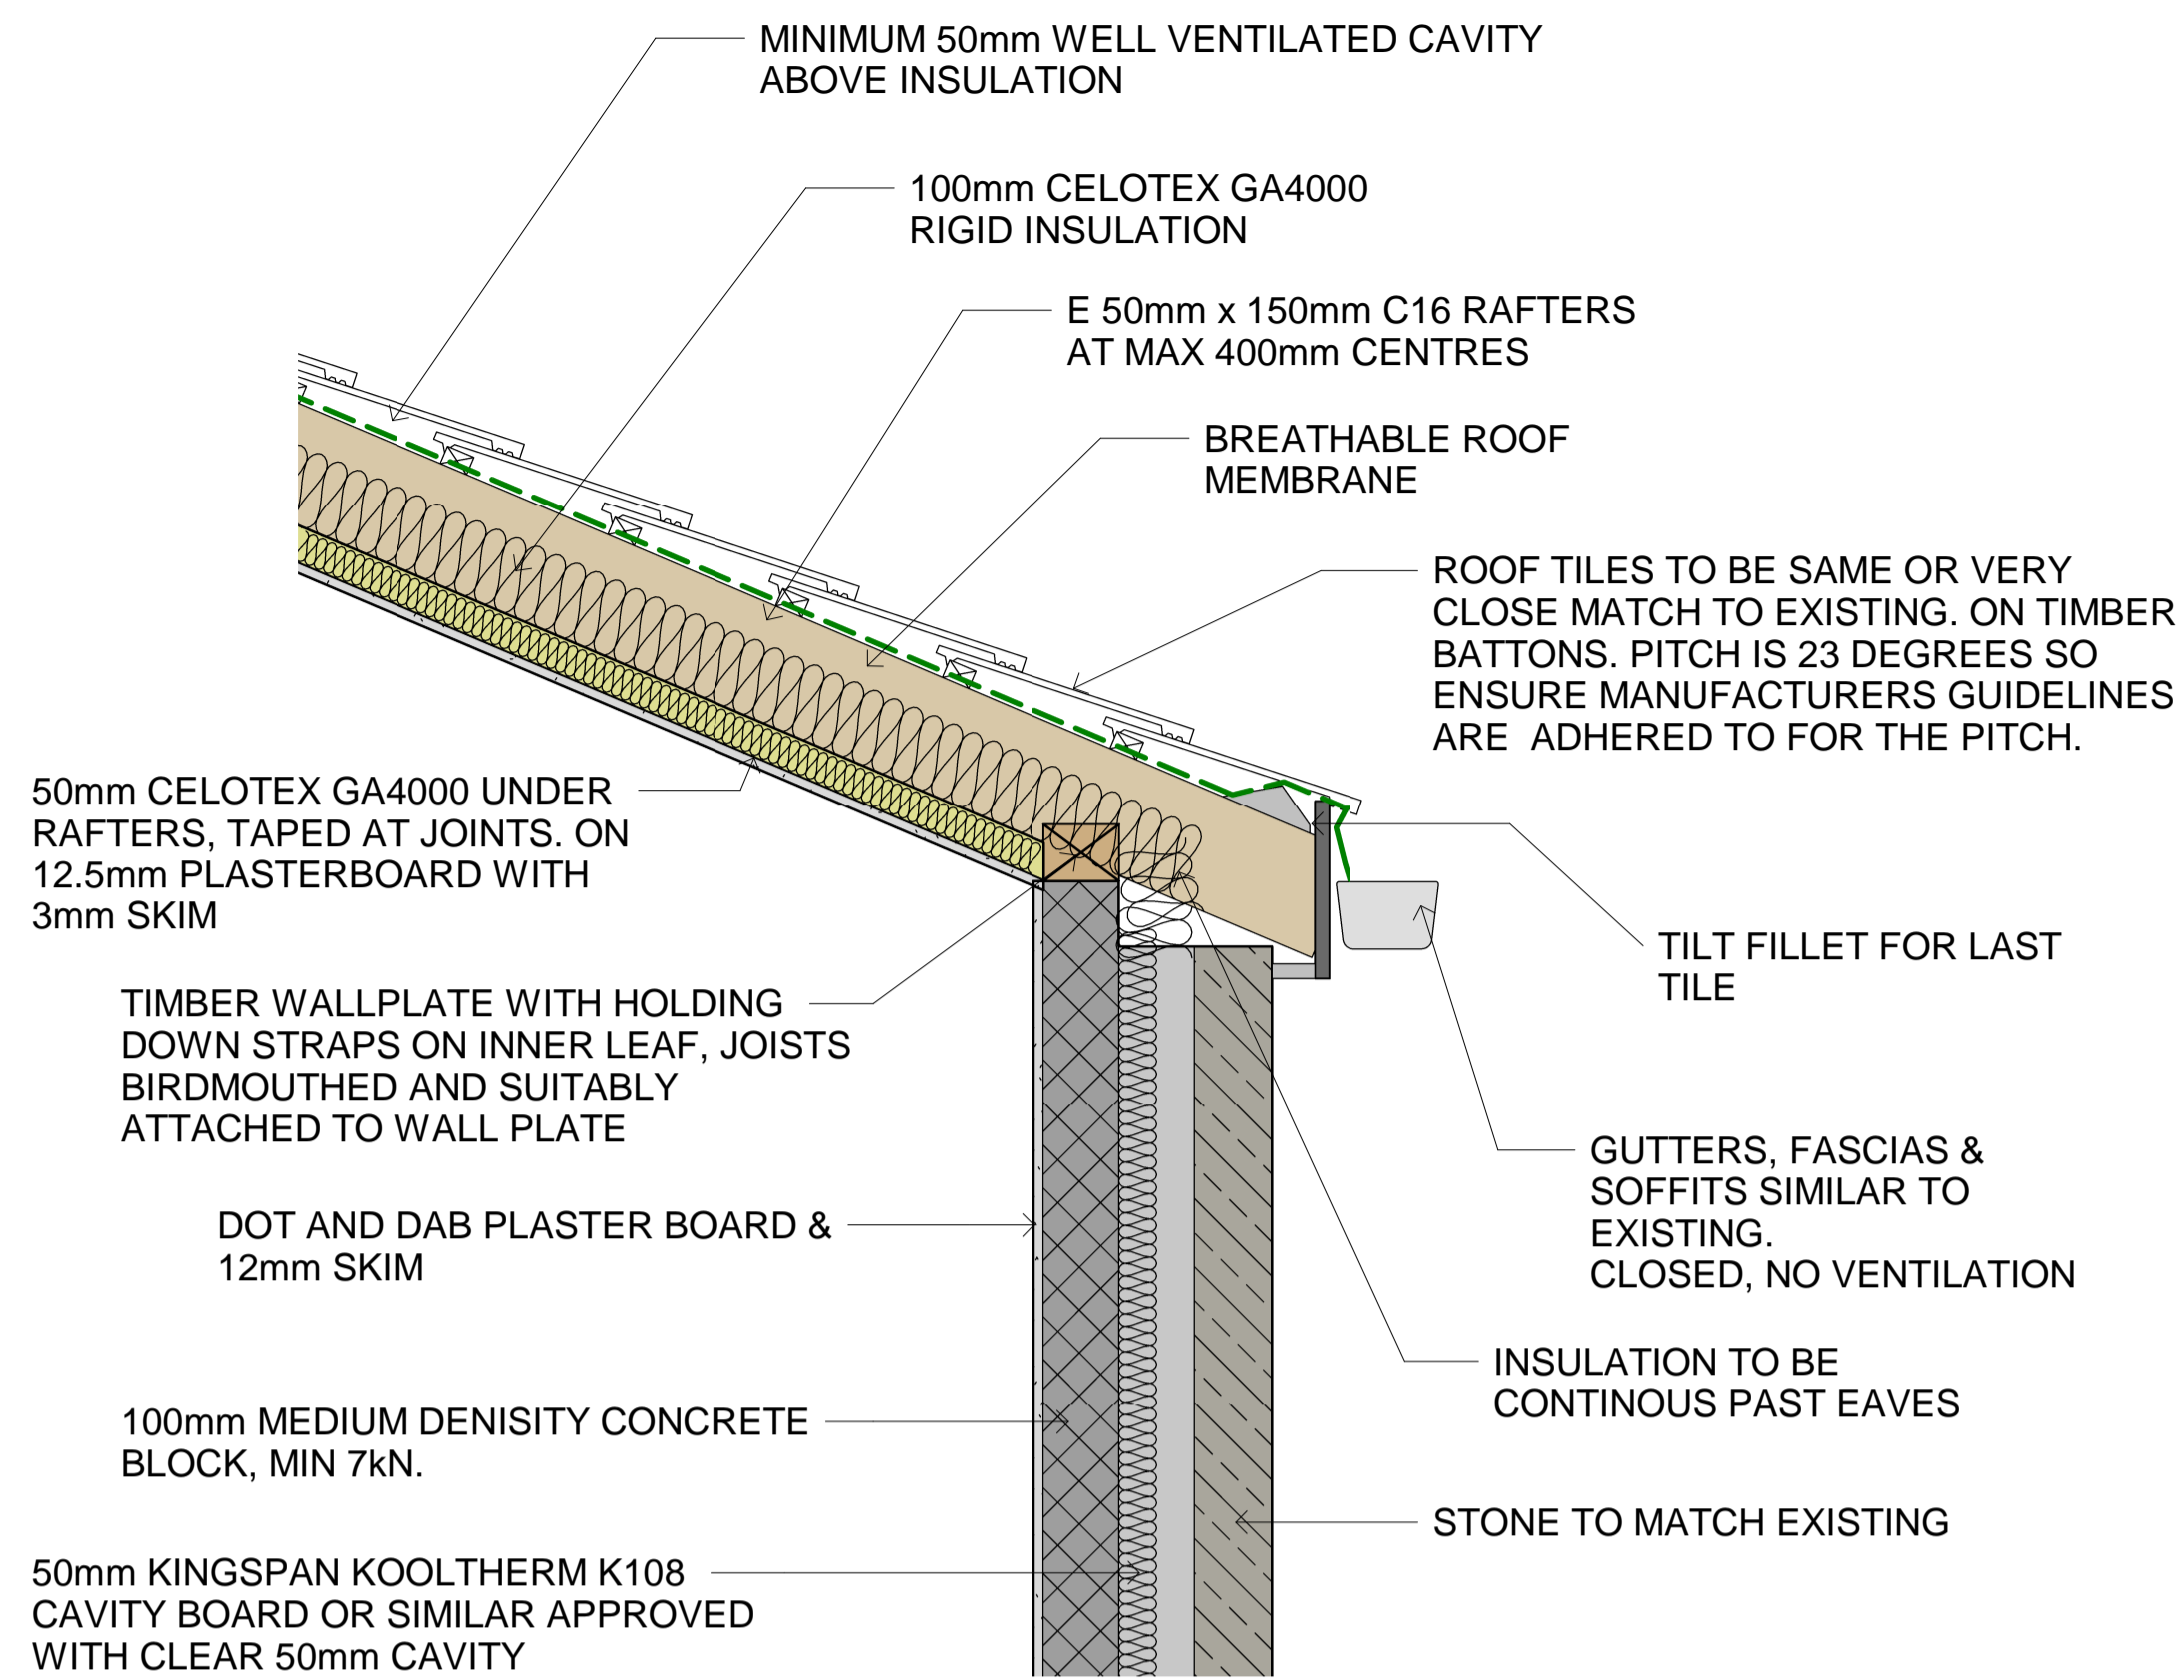 MINIMUM 50mm WELL VENTILATED CAVITY
ABOVE INSULATION
100mm CELOTEX GA4000
RIGID INSULATION
E 50mm x 150mm C16 RAFTERS
AT MAX 400mm CENTRES
BREATHABLE ROOF
MEMBRANE
ROOF TILES TO BE SAME OR VERY
CLOSE MATCH TO EXISTING. ON TIMBER
BATTONS. PITCH IS 23 DEGREES SO
ENSURE MANUFACTURERS GUIDELINES
ARE ADHERED TO FOR THE PITCH.
50mm CELOTEX GA4000 UNDER
RAFTERS, TAPED AT JOINTS. ON
12.5mm PLASTERBOARD WITH
3mm SKIM
TILT FILLET FOR LAST
TILE
TIMBER WALLPLATE WITH HOLDING
DOWN STRAPS ON INNER LEAF, JOISTS
BIRDMOUTHED AND SUITABLY
ATTACHED TO WALL PLATE
GUTTERS, FASCIAS &
SOFFITS SIMILAR TO
EXISTING.
CLOSED, NO VENTILATION
DOT AND DAB PLASTER BOARD &
12mm SKIM
INSULATION TO BE
CONTINOUS PAST EAVES
100mm MEDIUM DENISITY CONCRETE
BLOCK, MIN 7kN.
STONE TO MATCH EXISTING
50mm KINGSPAN KOOLTHERM K108
CAVITY BOARD OR SIMILAR APPROVED
WITH CLEAR 50mm CAVITY